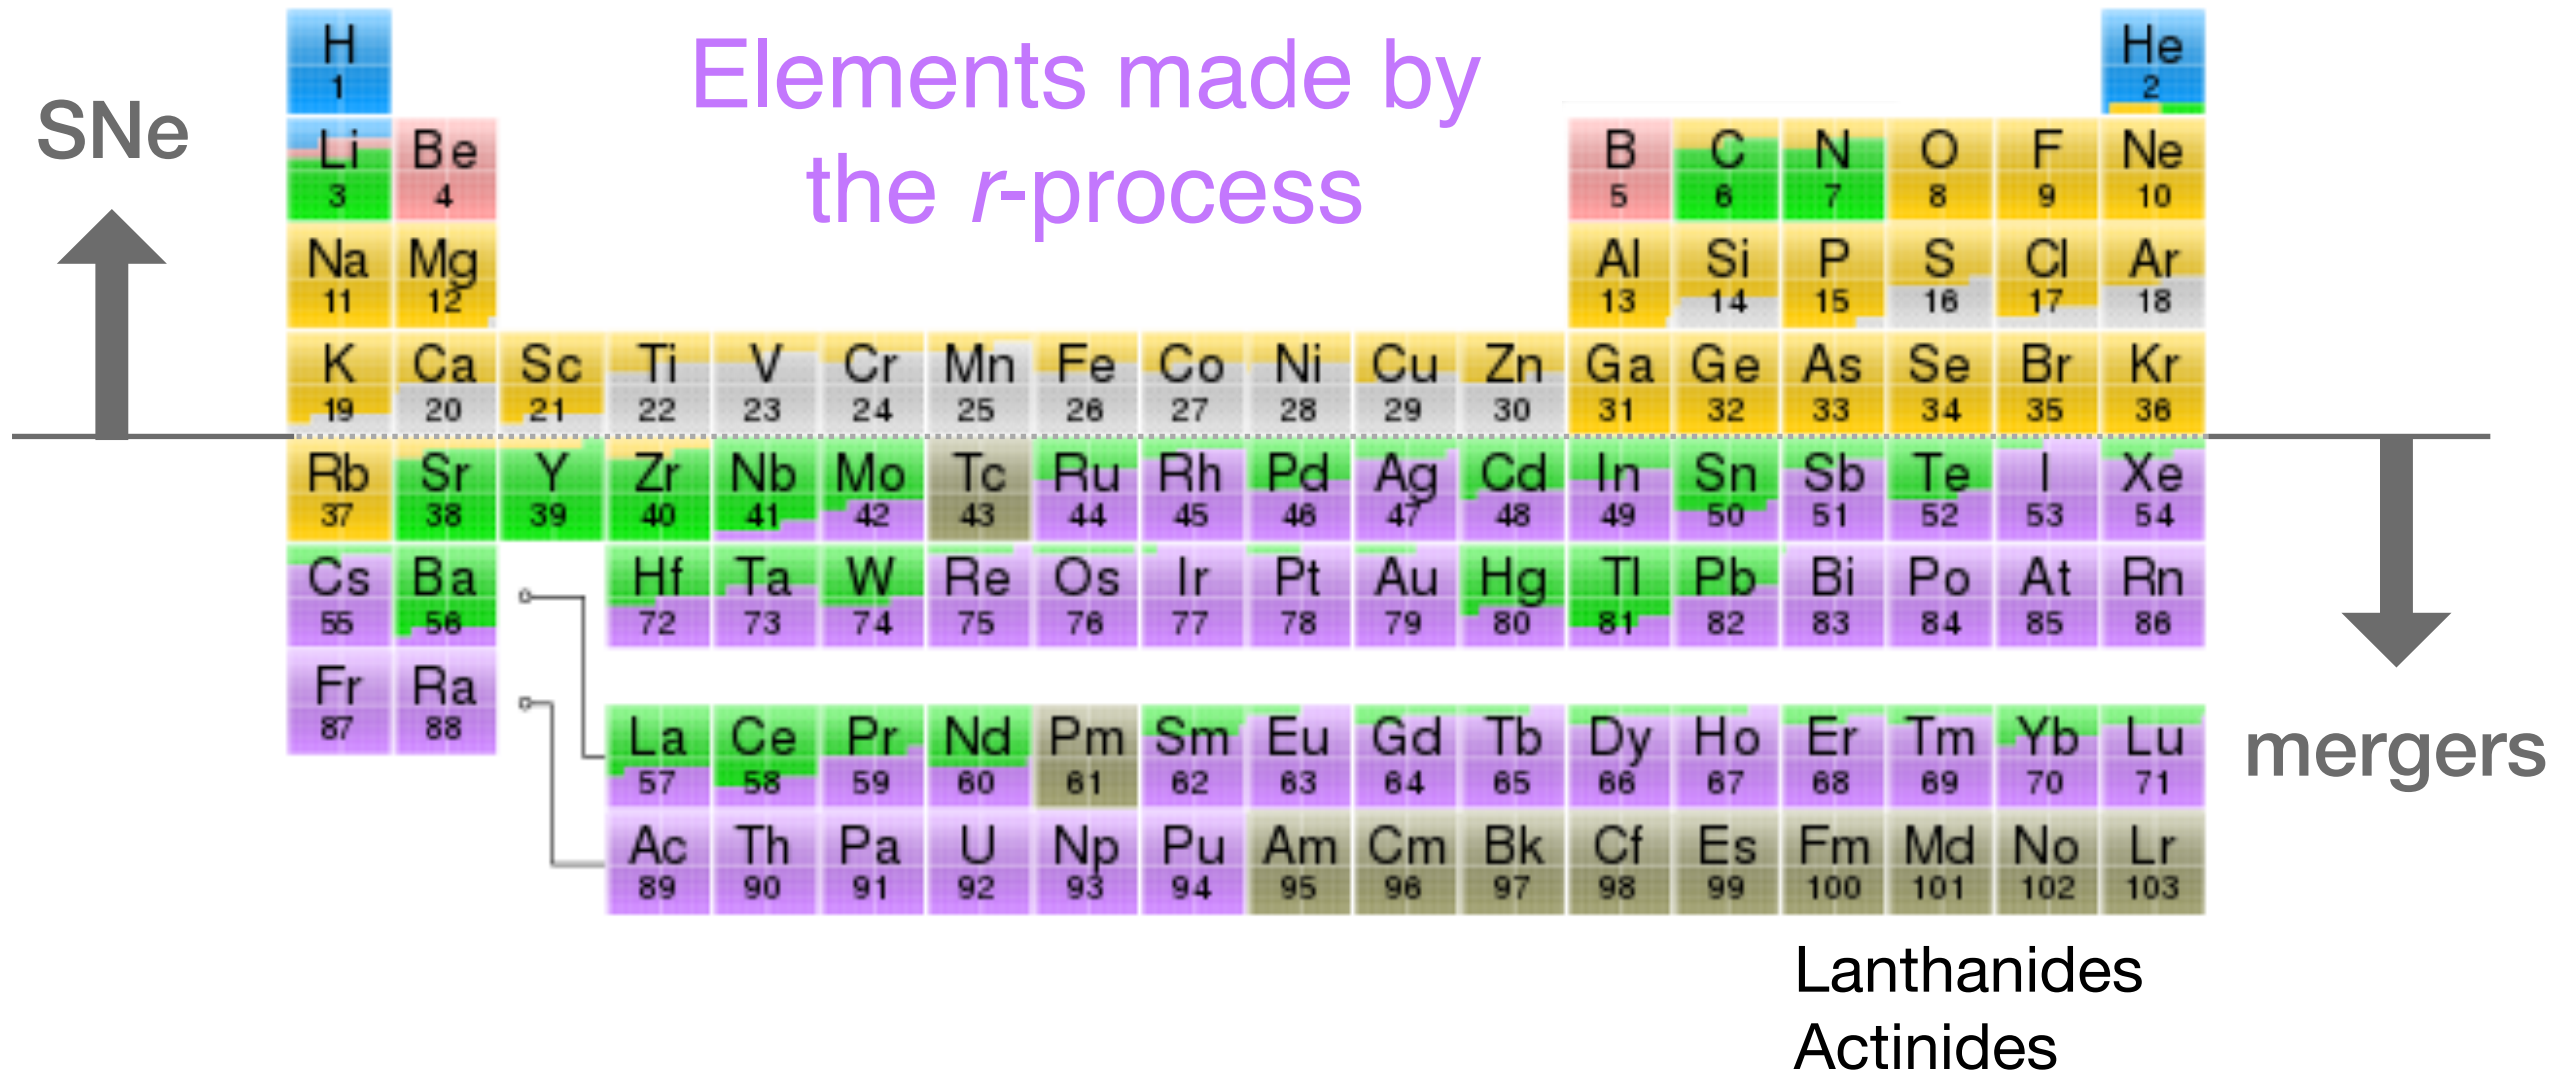 H He
1 2
Elements made by
the r-process
SNe
Li Be B C N O F Ne
3 4 5 6 7 8 9 10
Na Mg Al Si P S Cl Ar
11 12 13 14 15 16 17 18
K Ca Sc Ti V Cr Mn Fe Co Ni Cu Zn Ga Ge As Se Br Kr
19 20 21 22 23 24 25 26 27 28 29 30 31 32 33 34 35 36
Rb Sr Y Zr Nb Mo Tc Ru Rh Pd Ag Cd In Sn Sb Te I Xe
37 38 39 40 41 42 43 44 45 46 47 48 49 50 51 52 53 54
Cs Ba Hf Ta W Re Os Ir Pt Au Hg Tl Pb Bi Po At Rn
55 56 72 73 74 75 76 77 78 79 80 81 82 83 84 85 86
Fr Ra
87 88
mergers
La Ce Pr Nd Pm Sm Eu Gd Tb Dy Ho Er Tm Yb Lu
57 58 59 60 61 62 63 64 65 66 67 68 69 70 71
Ac Th Pa U Np Pu Am Cm Bk Cf Es Fm Md No Lr
89 90 91 92 93 94 95 96 97 98 99 100 101 102 103
Lanthanides
Actinides